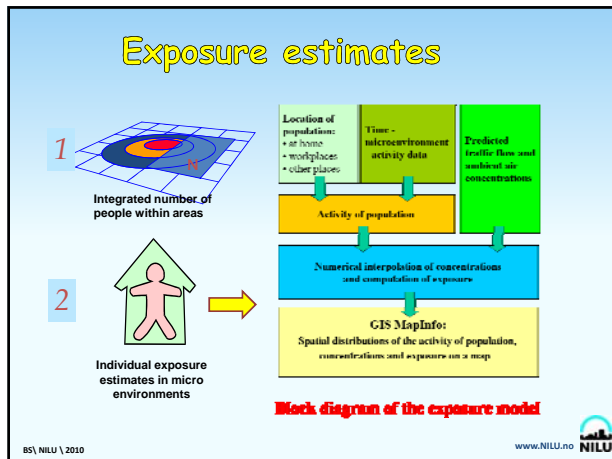 Exposure estimates
1
N
Integrated number of
people within areas
2
Individual exposure
estimates in micro
environments
Location of
population:
• at home
• workplaces
• other places
Time -
microenvironment
activity data
Predicted
traffic flow and
ambient air
concentrations
Activity of population
Numerical interpolation of concentrations
and computation of exposure
GIS MapInfo:
Spatial distributions of the activity of population,
concentrations and exposure on a map
Block diagram of the exposure model
BS\ NILU \ 2010
www.NILU.no
NILU